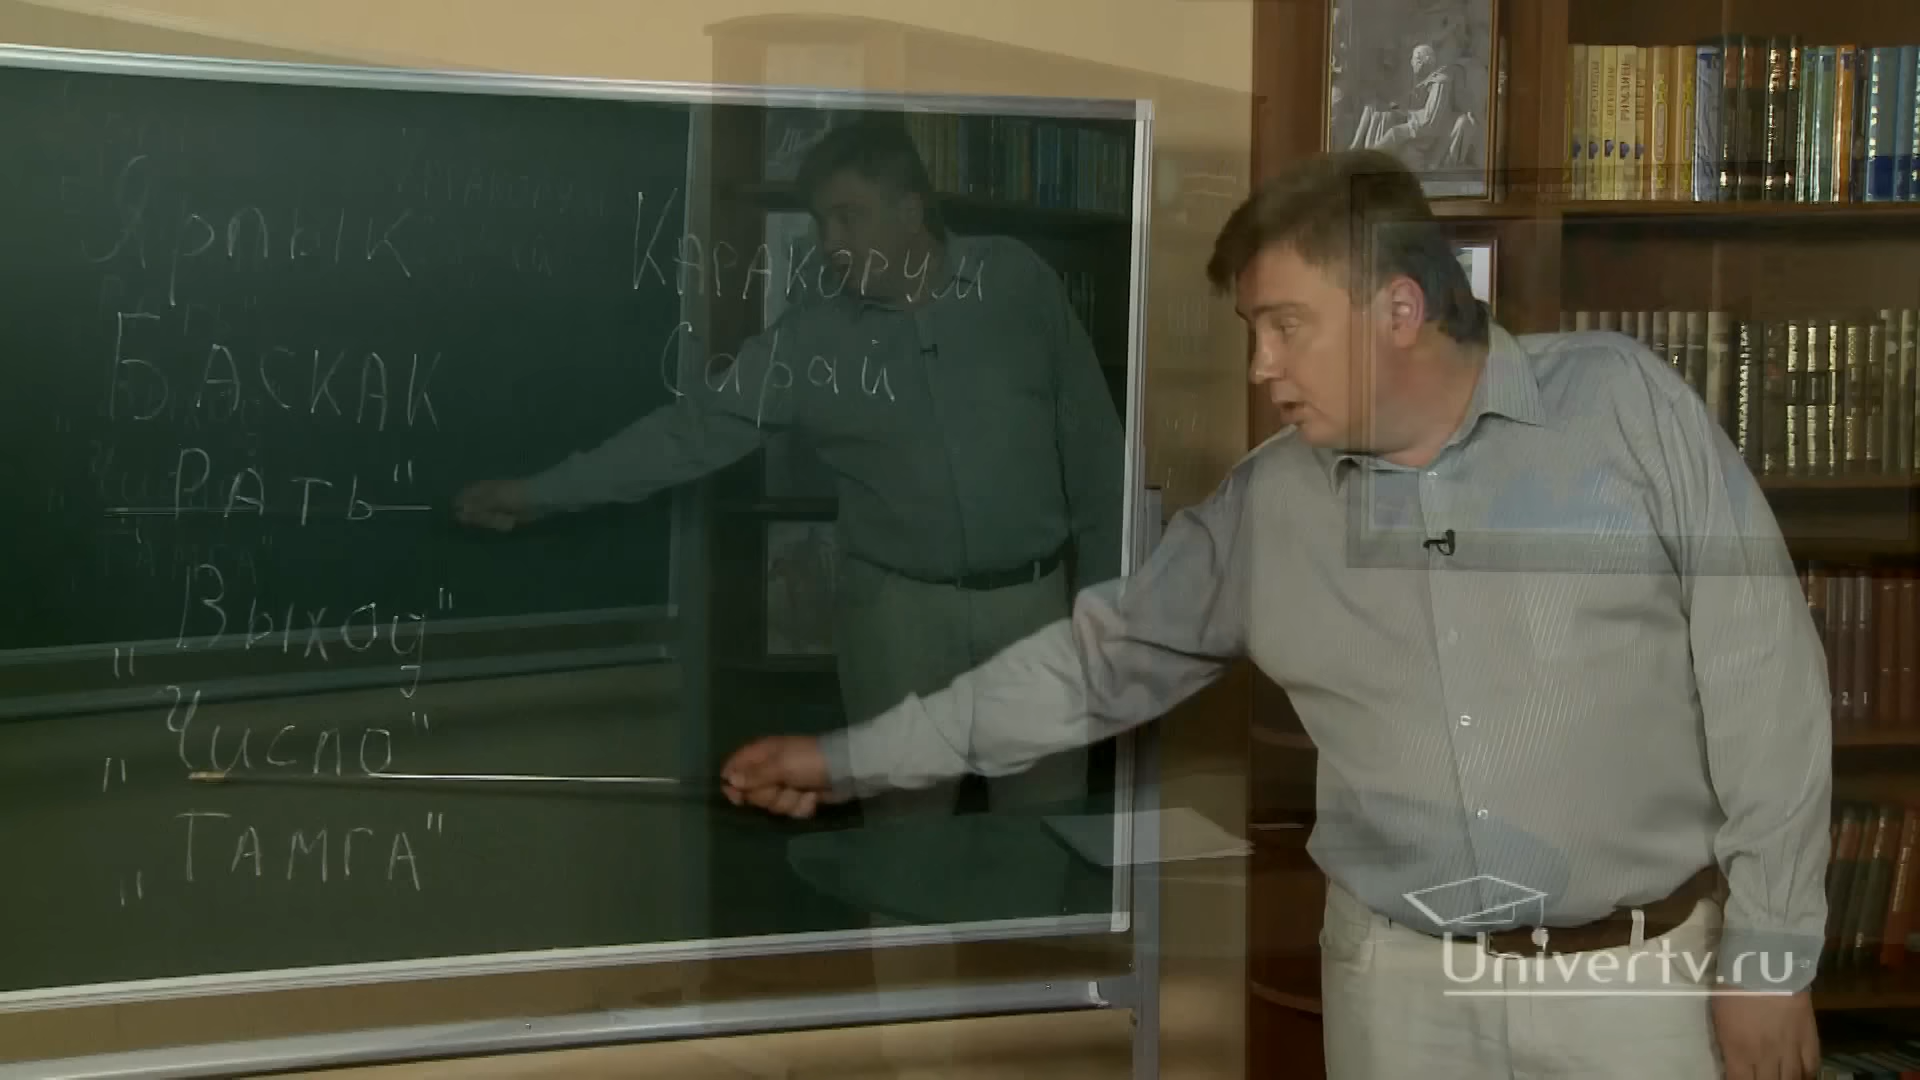 Ярлык
Баскак
Рать"
„Выход"
„Число"
„Тамга"
Каракорум
Сарай
Univertv.ru